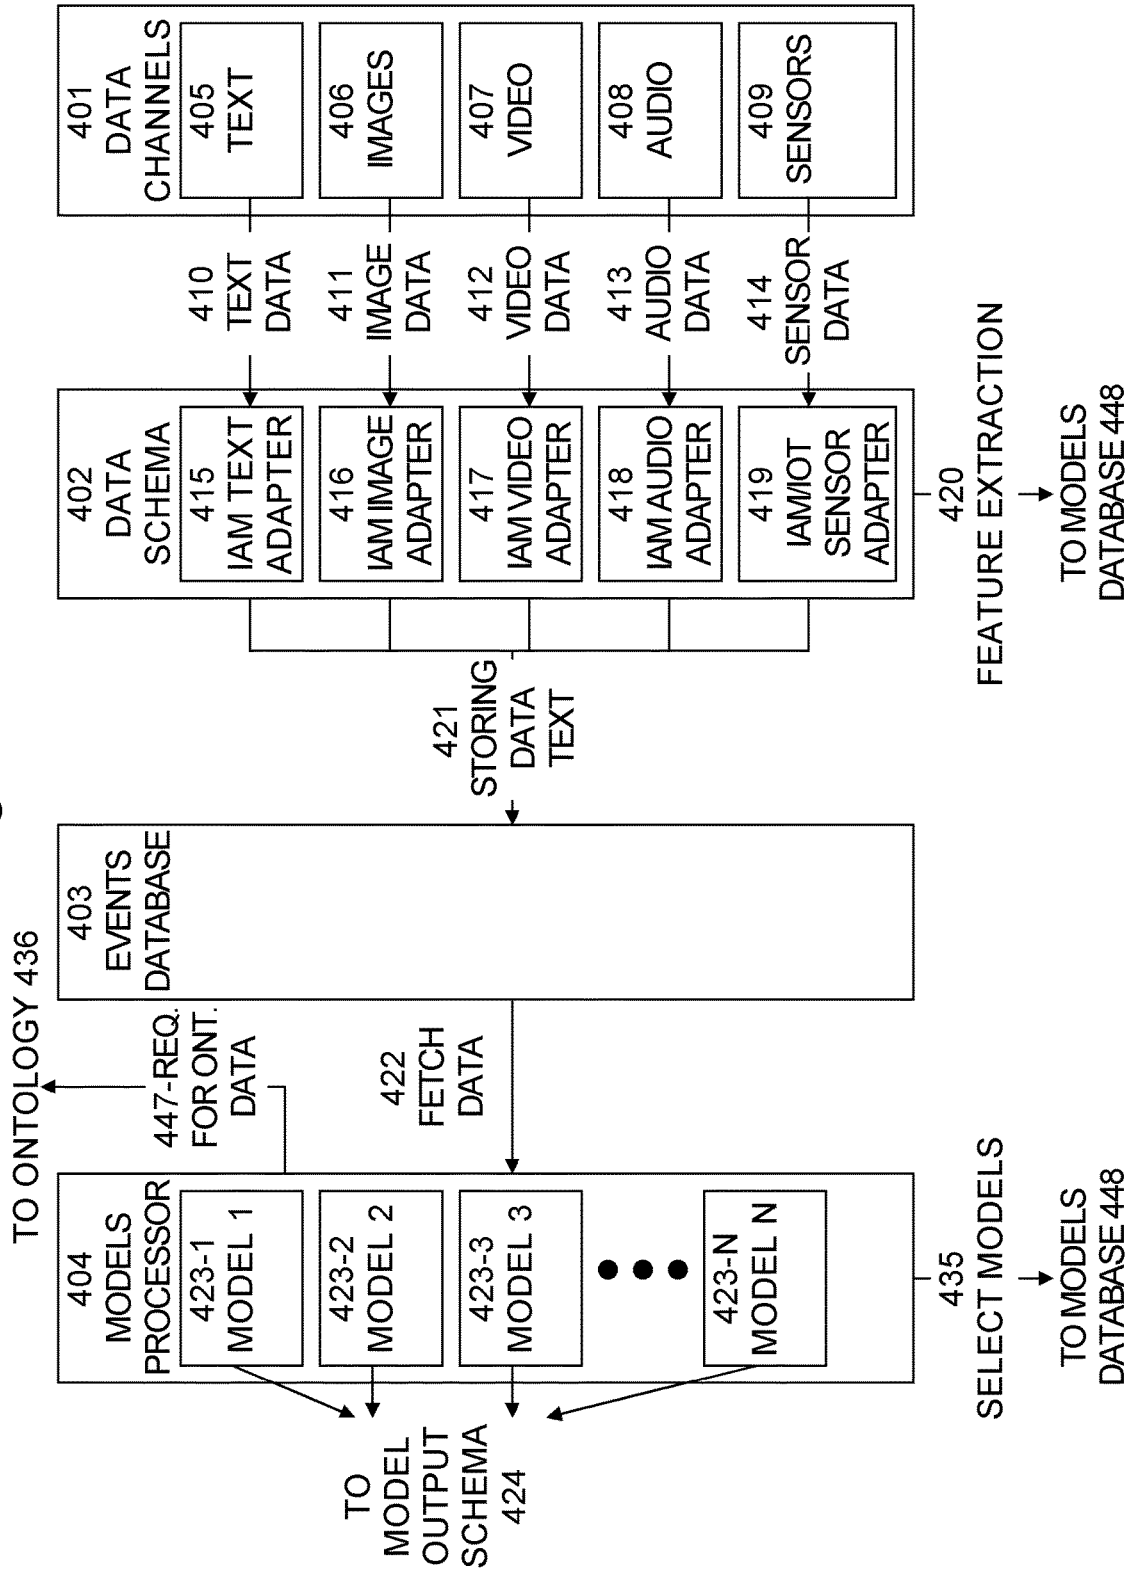 401
DATA
CHANNELS
405
TEXT
406
IMAGES
407
VIDEO
408
AUDIO
409
SENSORS
410
TEXT
DATA
411
IMAGE
DATA
412
VIDEO
DATA
413
AUDIO
DATA
414
SENSOR
DATA
402
DATA
SCHEMA
415
IAM TEXT
ADAPTER
416
IAM IMAGE
ADAPTER
417
IAM VIDEO
ADAPTER
418
IAM AUDIO
ADAPTER
419
IAM/IOT
SENSOR
ADAPTER
420
FEATURE EXTRACTION
TO MODELS
DATABASE 448
421
STORING
DATA
TEXT
403
EVENTS
DATABASE
TO ONTOLOGY 436
447-REQ.
FOR ONT.
DATA
422
FETCH
DATA
404
MODELS
PROCESSOR
423-1
MODEL 1
423-2
MODEL 2
423-3
MODEL 3
423-N
MODEL N
435
SELECT MODELS
TO MODELS
DATABASE 448
TO
MODEL
OUTPUT
SCHEMA
424